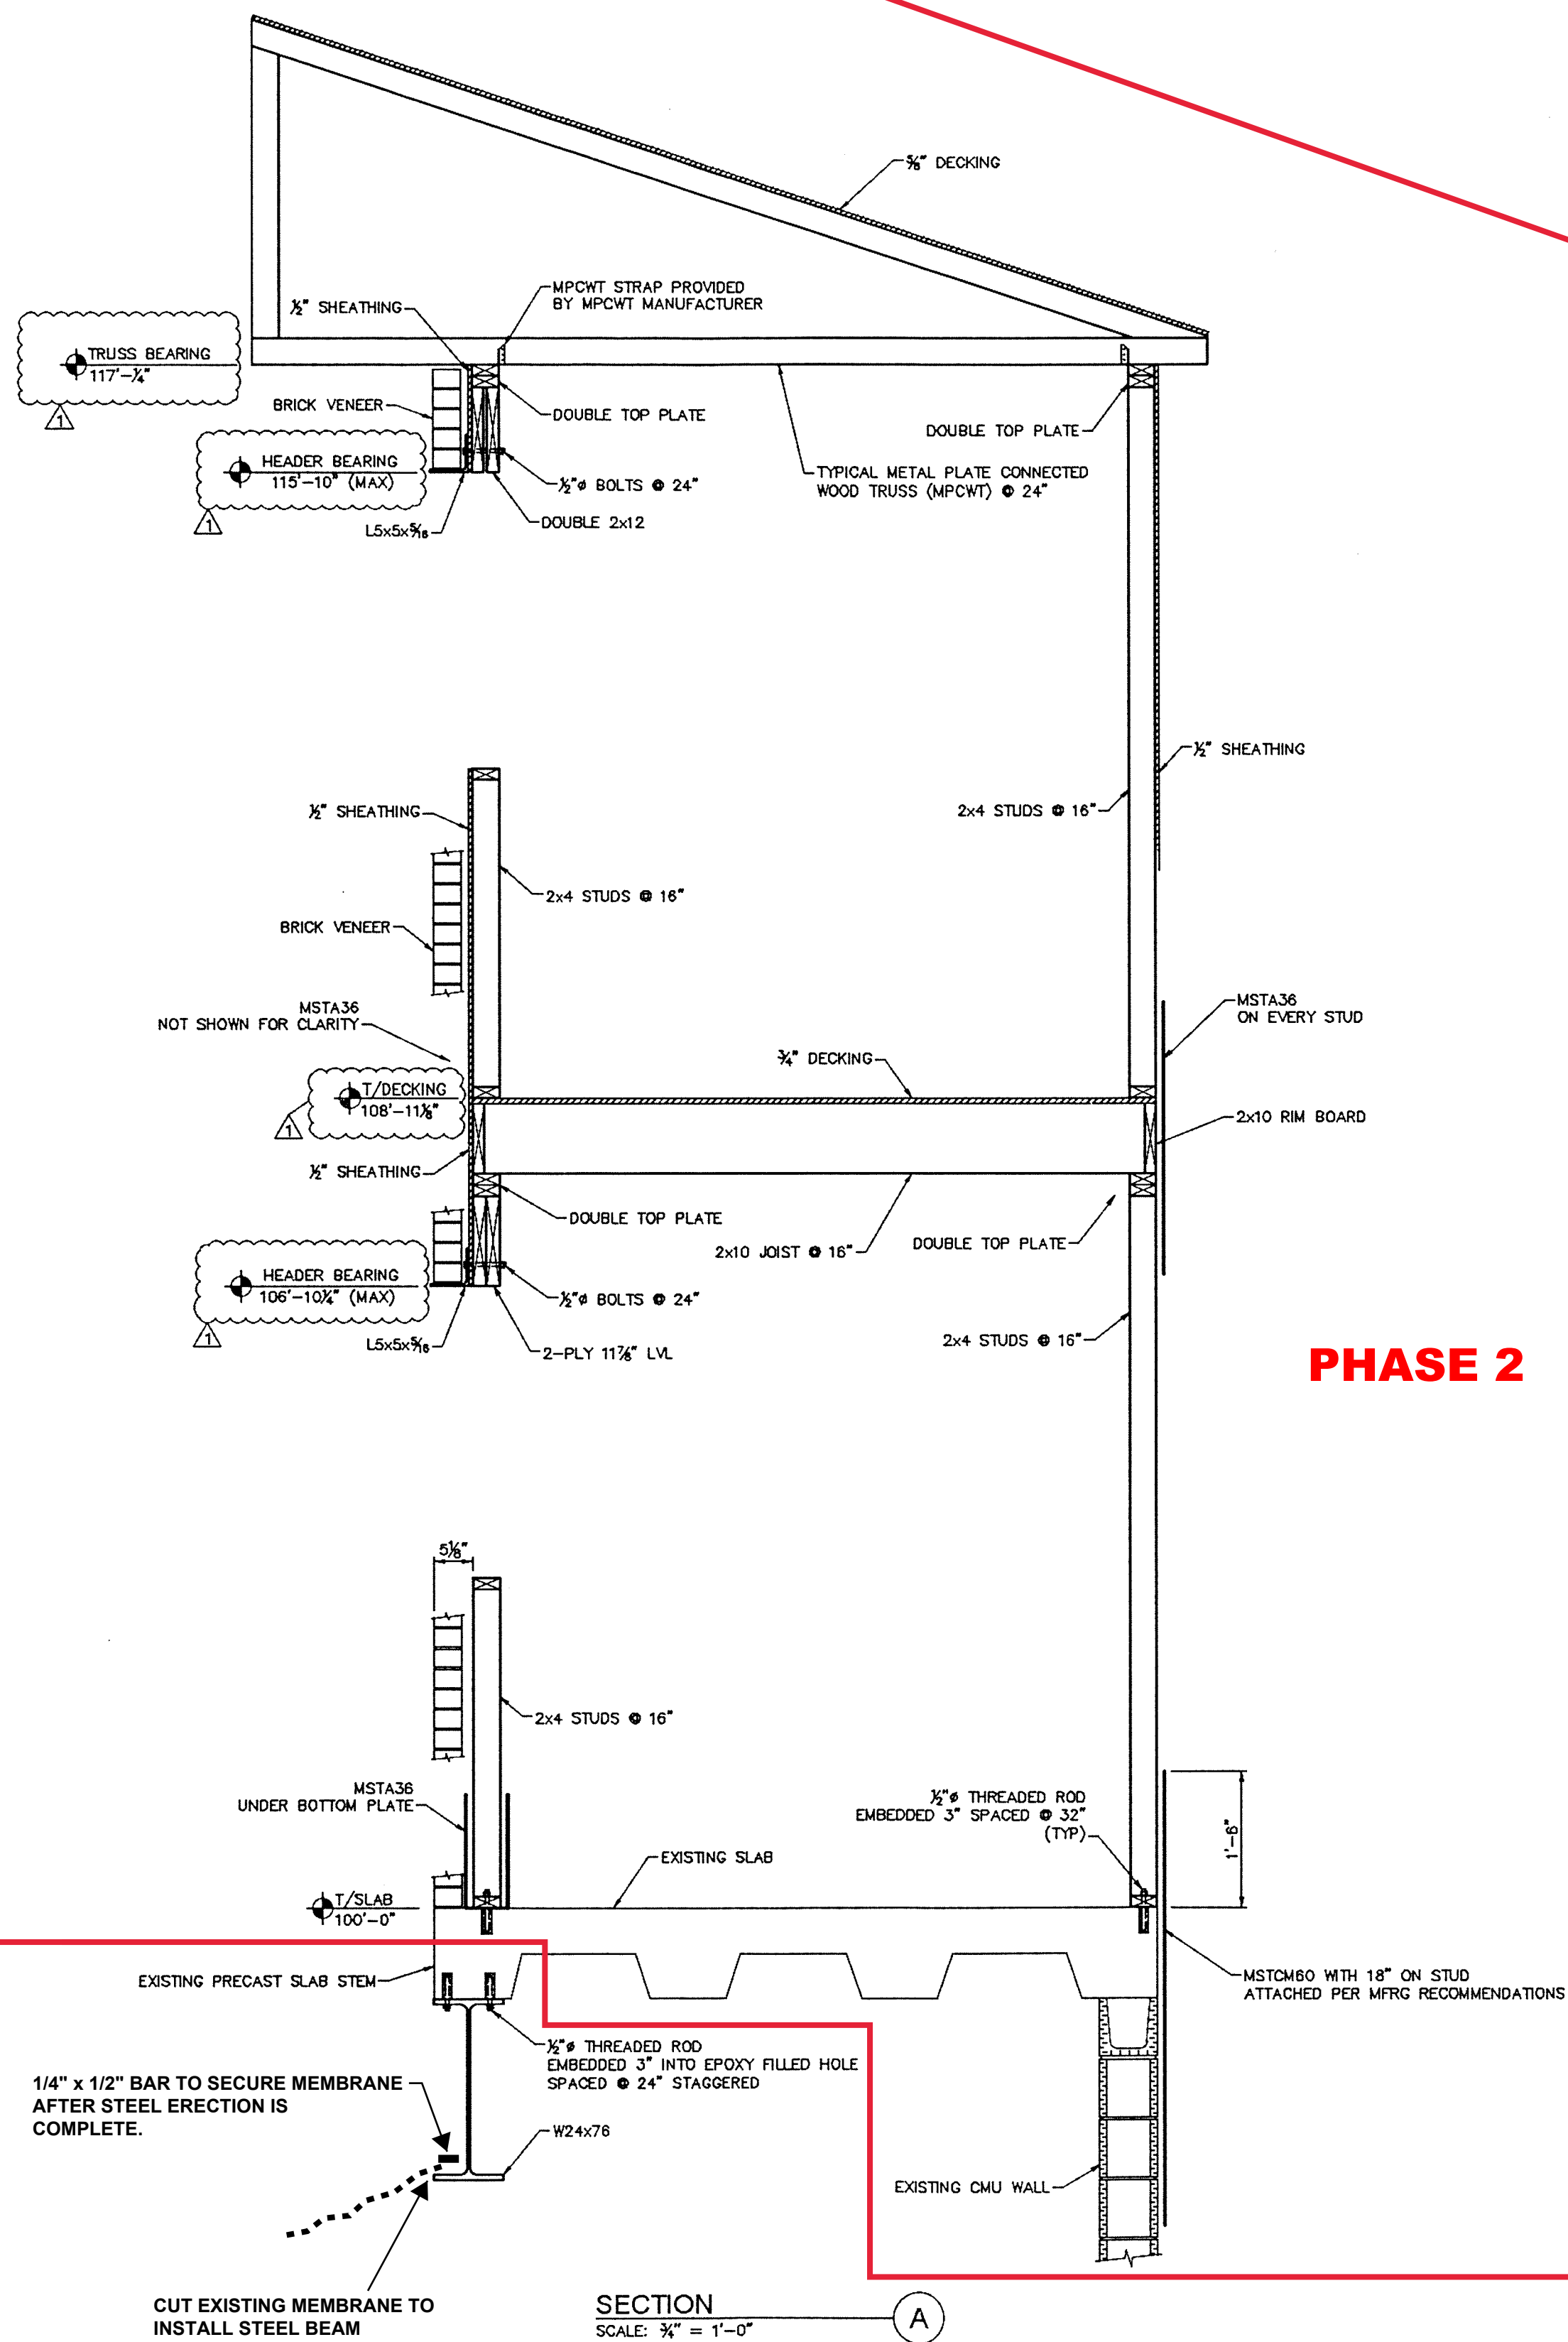 ⅝" DECKING
MPCWT STRAP PROVIDED
BY MPCWT MANUFACTURER
½" SHEATHING
TRUSS BEARING
117'-¼"
1
BRICK VENEER
DOUBLE TOP PLATE
DOUBLE TOP PLATE
HEADER BEARING
115'-10" (MAX)
1
TYPICAL METAL PLATE CONNECTED
WOOD TRUSS (MPCWT) @ 24"
½"ø BOLTS @ 24"
L5x5x5⁄16
DOUBLE 2x12
½" SHEATHING
½" SHEATHING
2x4 STUDS @ 16"
2x4 STUDS @ 16"
BRICK VENEER
MSTA36
NOT SHOWN FOR CLARITY
MSTA36
ON EVERY STUD
¾" DECKING
T/DECKING
108'-11⅛"
1
2x10 RIM BOARD
½" SHEATHING
DOUBLE TOP PLATE
2x10 JOIST @ 16"
DOUBLE TOP PLATE
HEADER BEARING
106'-10¼" (MAX)
1
½"ø BOLTS @ 24"
L5x5x5⁄16
2-PLY 11⅞" LVL
2x4 STUDS @ 16"
PHASE 2
5⅛"
2x4 STUDS @ 16"
MSTA36
UNDER BOTTOM PLATE
½"ø THREADED ROD
EMBEDDED 3" SPACED @ 32"
(TYP)
1'-6"
EXISTING SLAB
T/SLAB
100'-0"
EXISTING PRECAST SLAB STEM
MSTCM60 WITH 18" ON STUD
ATTACHED PER MFRG RECOMMENDATIONS
½"ø THREADED ROD
EMBEDDED 3" INTO EPOXY FILLED HOLE
SPACED @ 24" STAGGERED
1/4" x 1/2" BAR TO SECURE MEMBRANE
AFTER STEEL ERECTION IS
COMPLETE.
W24x76
EXISTING CMU WALL
CUT EXISTING MEMBRANE TO
INSTALL STEEL BEAM
SECTION
SCALE: ¾" = 1'-0"
A